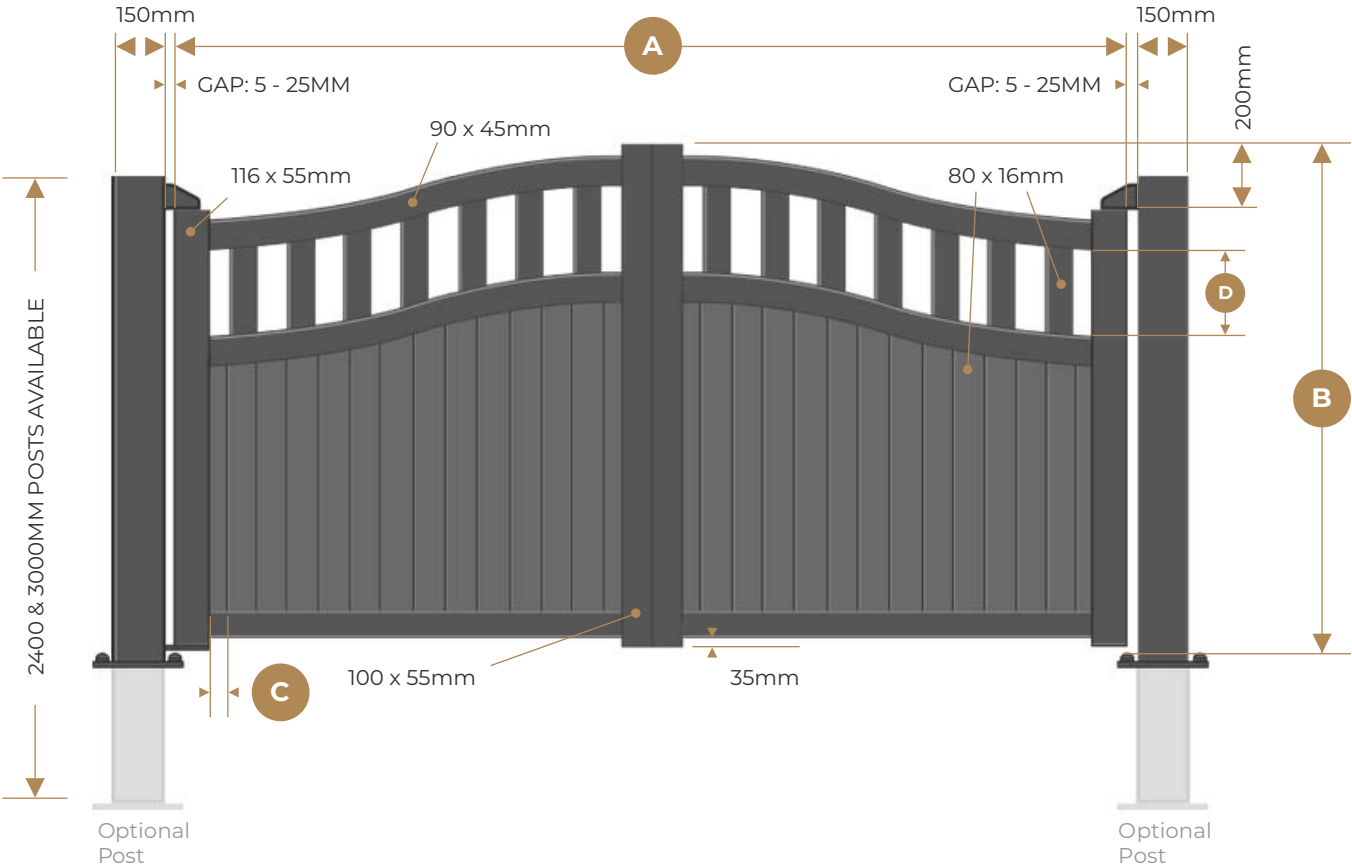 150mm
A
150mm
GAP: 5 - 25MM
GAP: 5 - 25MM
200mm
90 x 45mm
116 x 55mm
80 x 16mm
D
B
2400 & 3000MM POSTS AVAILABLE
C
100 x 55mm
35mm
Optional
Post
Optional
Post